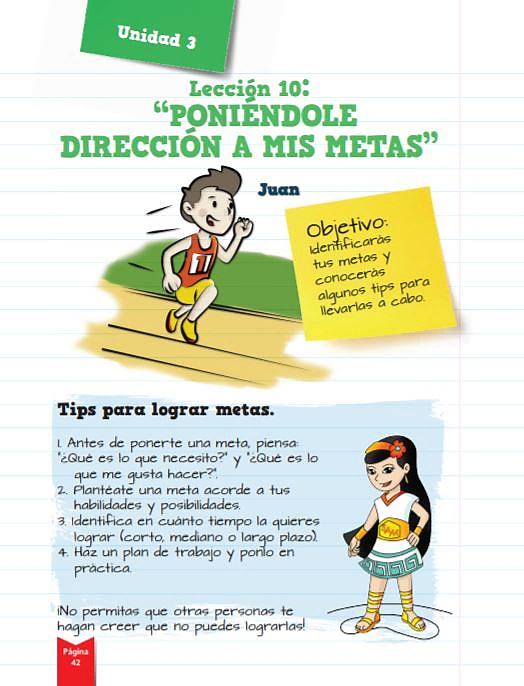 Unidad 3
Lección 10:
“PONIÉNDOLE
DIRECCIÓN A MIS METAS”
Juan
Objetivo:
Identificarás
tus metas y
conocerás
algunos tips para
llevarlas a cabo.
1
Tips para lograr metas.
1. Antes de ponerte una meta, piensa:
"¿Qué es lo que necesito?" y "¿Qué es lo
que me gusta hacer?".
2. Plantéate una meta acorde a tus
habilidades y posibilidades.
3. Identifica en cuánto tiempo la quieres
lograr (corto, mediano o largo plazo).
4. Haz un plan de trabajo y ponlo en
práctica.
¡No permitas que otras personas te
hagan creer que no puedes lograrlas!
Página
42